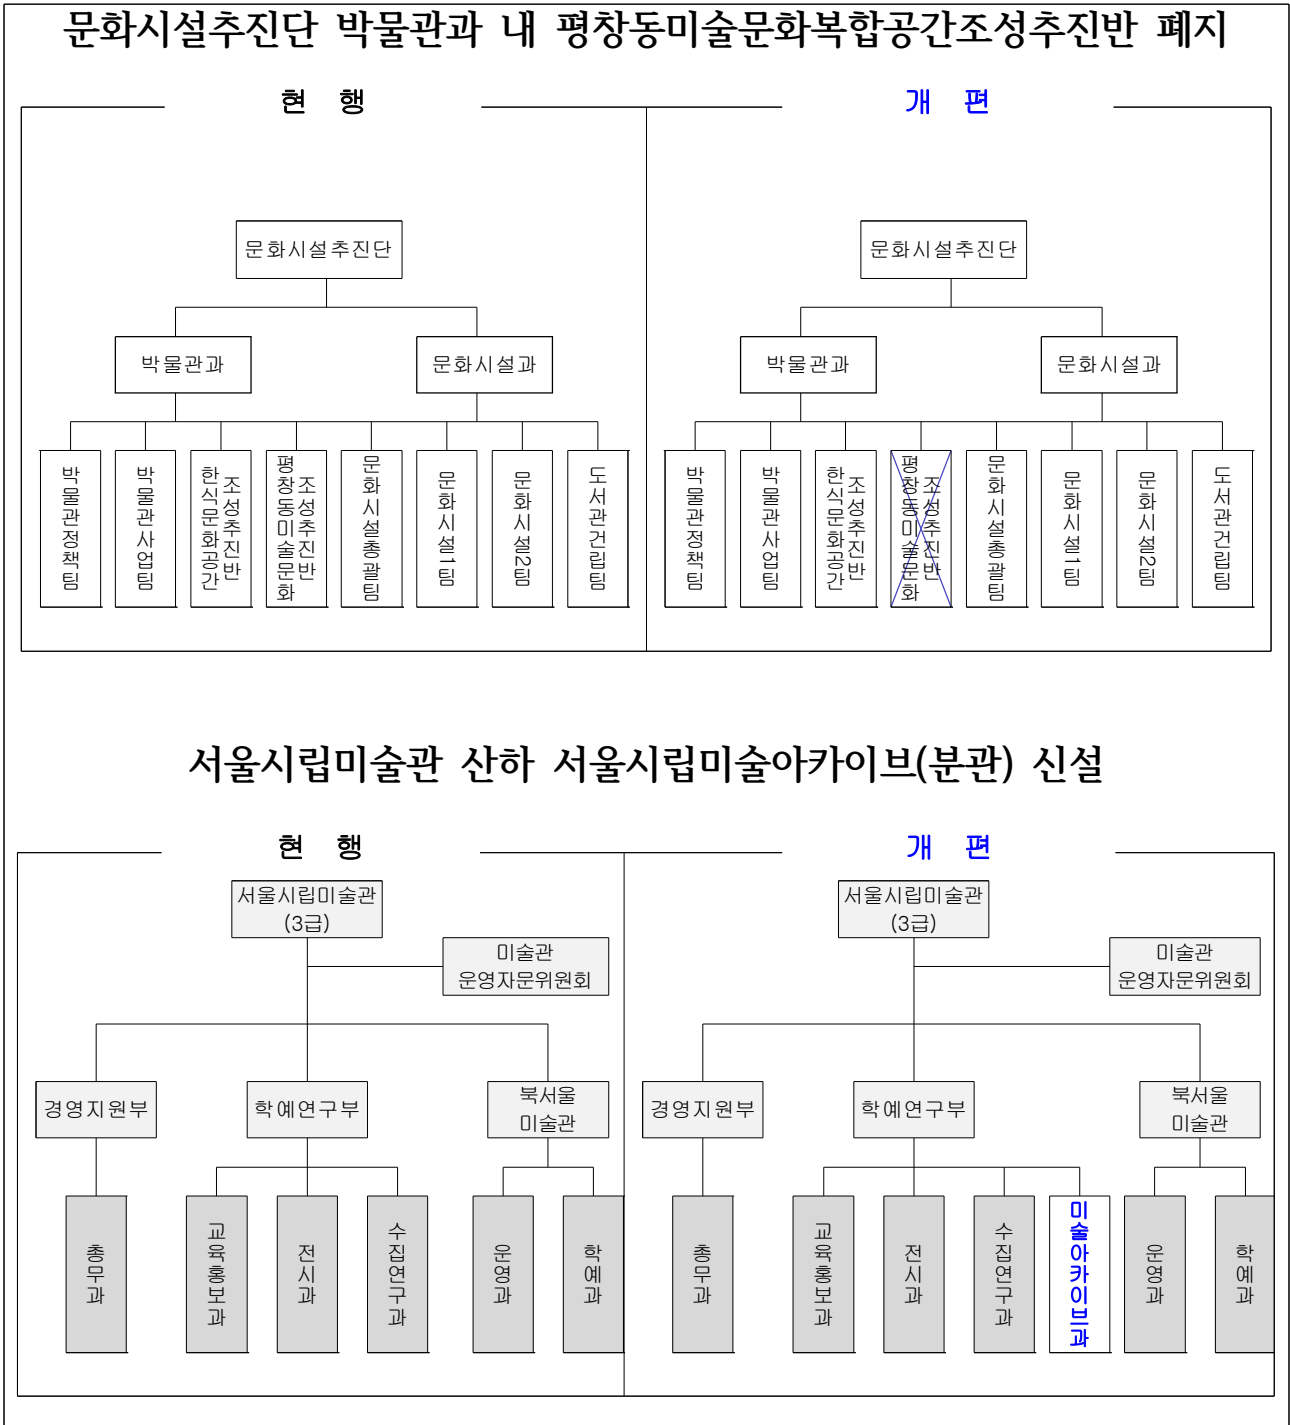 문화시설추진단 박물관과 내 평창동미술문화복합공간조성추진반 폐지
현 행
개 편
문화시설추진단
박물관과
문화시설과
박물관정책팀
박물관사업팀
한식문화공간
조성추진반
평창동미술문화
조성추진반
문화시설총괄팀
문화시설1팀
문화시설2팀
도서관건립팀
문화시설추진단
박물관과
문화시설과
박물관정책팀
박물관사업팀
한식문화공간
조성추진반
평창동미술문화
조성추진반
문화시설총괄팀
문화시설1팀
문화시설2팀
도서관건립팀
서울시립미술관 산하 서울시립미술아카이브(분관) 신설
현 행
개 편
서울시립미술관
(3급)
미술관
운영자문위원회
경영지원부
학예연구부
북서울
미술관
총무과
교육홍보과
전시과
수집연구과
운영과
학예과
서울시립미술관
(3급)
미술관
운영자문위원회
경영지원부
학예연구부
북서울
미술관
총무과
교육홍보과
전시과
수집연구과
미술아카이브과
운영과
학예과